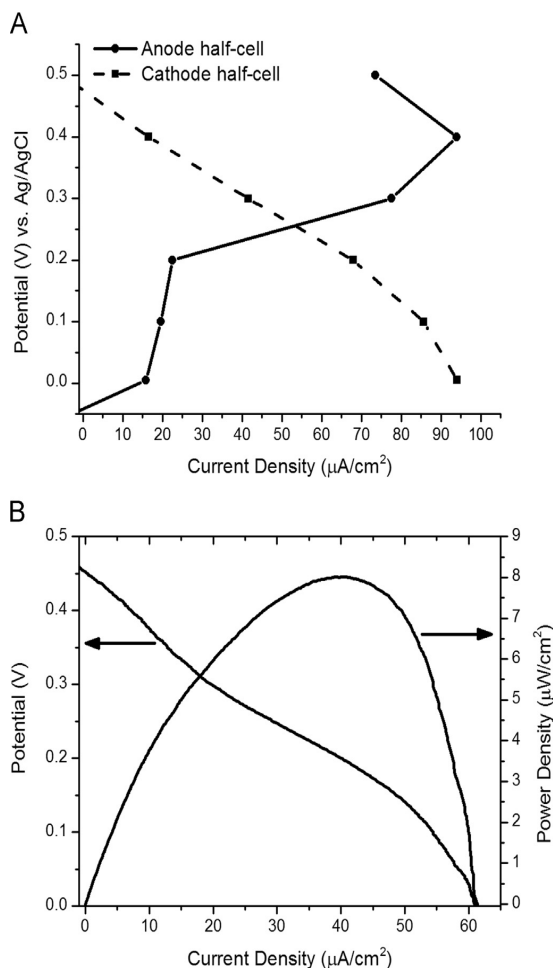 A
Anode half-cell
Cathode half-cell
0.5
0.4
0.3
0.2
0.1
0.0
Potential (V) vs. Ag/AgCl
0 10 20 30 40 50 60 70 80 90 100
Current Density (μA/cm²)
B
0.5
0.4
0.3
0.2
0.1
0.0
Potential (V)
9
8
7
6
5
4
3
2
1
0
Power Density (μW/cm²)
0 10 20 30 40 50 60
Current Density (μA/cm²)